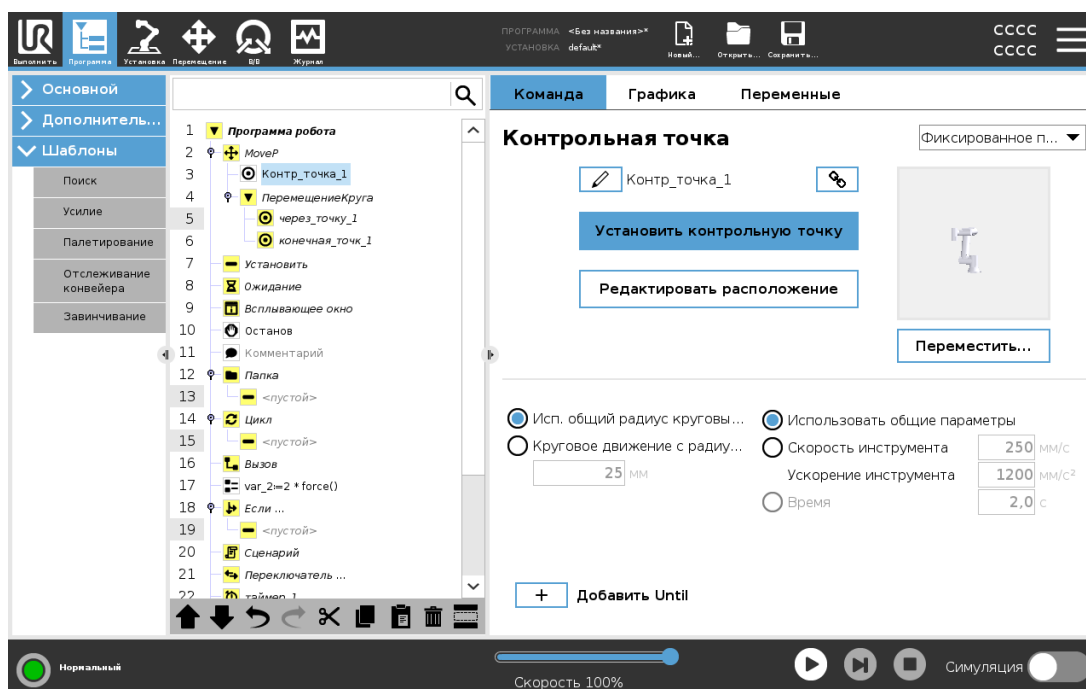 Выполнить
Программа
Установка
Перемещение
В/В
Журнал
ПРОГРАММА <Без названия>*
УСТАНОВКА default*
Новый...
Открыть...
Сохранить...
CCCC
CCCC
Основной
Дополнитель...
Шаблоны
Поиск
Усилие
Палетирование
Отслеживание
конвейера
Завинчивание
1 Программа робота
2 MoveP
3 Контр_точка_1
4 ПеремещениеКруга
5 через_точку_1
6 конечная_точк_1
7 Установить
8 Ожидание
9 Всплывающее окно
10 Останов
11 Комментарий
12 Папка
13 <пустой>
14 Цикл
15 <пустой>
16 Вызов
17 var_2≔2 * force()
18 Если ...
19 <пустой>
20 Сценарий
21 Переключатель ...
22 таймер_1
Команда
Графика
Переменные
Контрольная точка
Фиксированное п...
Контр_точка_1
Установить контрольную точку
Редактировать расположение
Переместить...
Исп. общий радиус круговы...
Круговое движение с радиу...
25 мм
Использовать общие параметры
Скорость инструмента 250 мм/с
Ускорение инструмента 1200 мм/с²
Время 2,0 с
+ Добавить Until
Нормальный
Скорость 100%
Симуляция